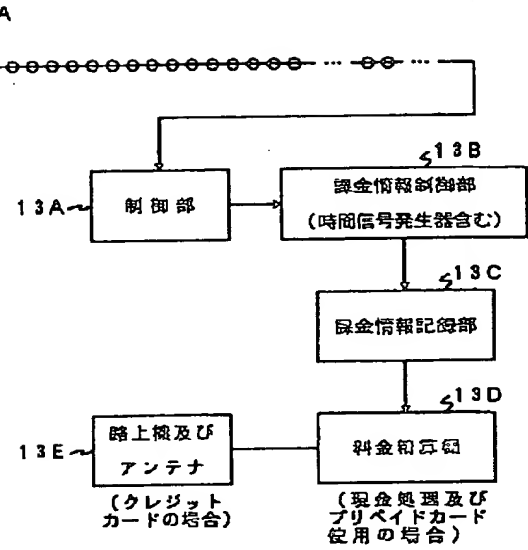 A
13B
課金情報制御部
(時間信号発生器含む)
13A
制御部
13C
課金情報記録部
13D
13E
路上機及び
アンテナ
料金精算機
(クレジット
カードの場合)
(現金処理及び
プリペイドカード
使用の場合)